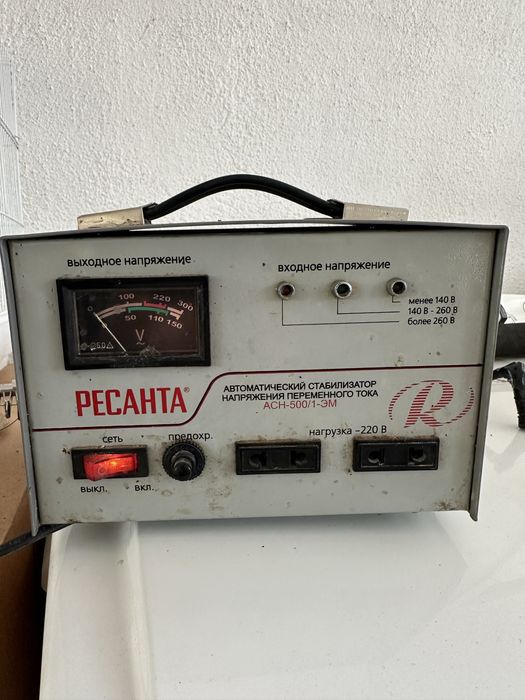 выходное напряжение
0 100 220 300
50 110 150
V
~
входное напряжение
менее 140 В
140 В - 260 В
более 260 В
РЕСАНТА®
АВТОМАТИЧЕСКИЙ СТАБИЛИЗАТОР
НАПРЯЖЕНИЯ ПЕРЕМЕННОГО ТОКА
АСН-500/1-ЭМ
R
сеть
предохр.
нагрузка ~220 В
выкл.
вкл.